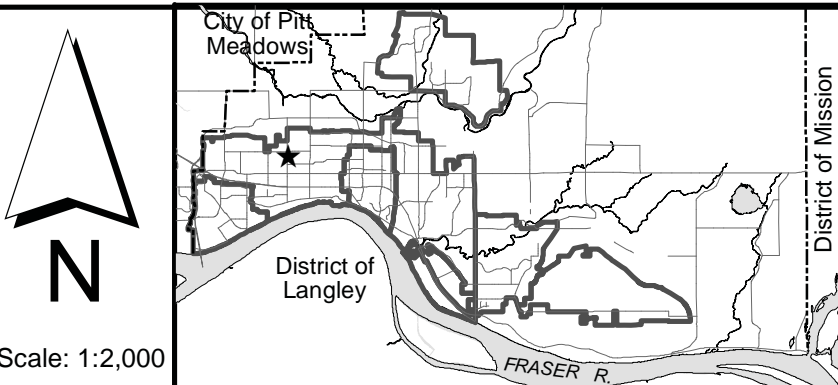 City of Pitt
Meadows
District of Mission
N
District of
Langley
Scale: 1:2,000
FRASER R.